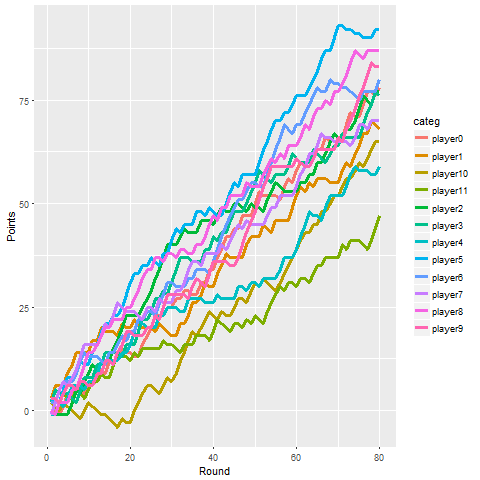 Points
75
50
25
0
0
20
40
60
80
Round
categ
player0
player1
player10
player11
player2
player3
player4
player5
player6
player7
player8
player9